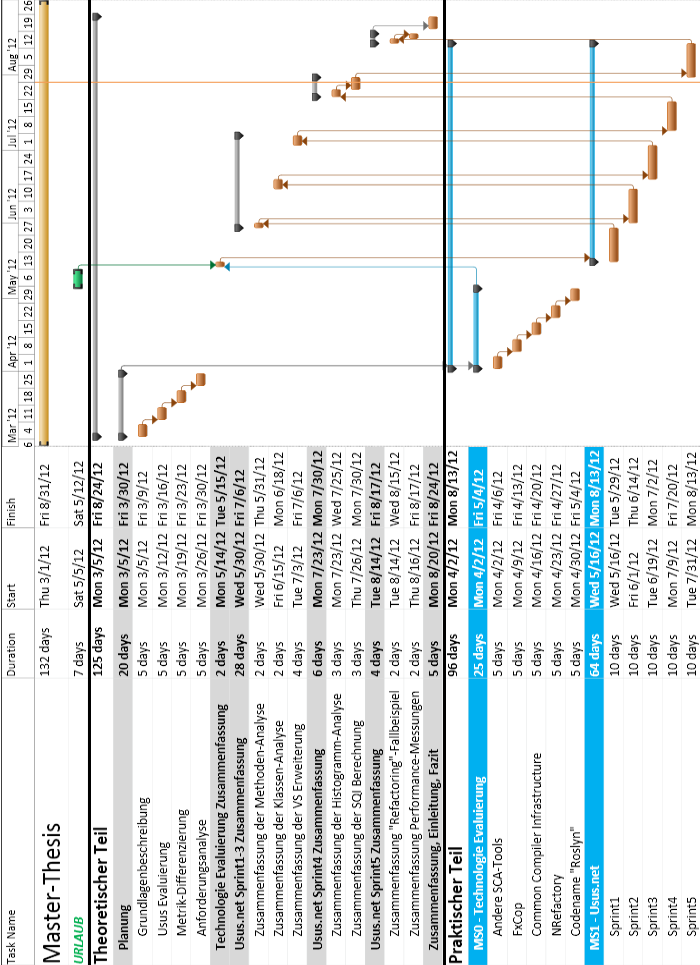 Task Name Duration Start Finish Mar '12 Apr '12 May '12 Jun '12 Jul '12 Aug '12
6 4 11 18 25 1 8 15 22 29 6 13 20 27 3 10 17 24 1 8 15 22 29 5 12 19 26
Master-Thesis 132 days Thu 3/1/12 Fri 8/31/12
URLAUB 7 days Sat 5/5/12 Sat 5/12/12
Theoretischer Teil 125 days Mon 3/5/12 Fri 8/24/12
Planung 20 days Mon 3/5/12 Fri 3/30/12
Grundlagenbeschreibung 5 days Mon 3/5/12 Fri 3/9/12
Usus Evaluierung 5 days Mon 3/12/12 Fri 3/16/12
Metrik-Differenzierung 5 days Mon 3/19/12 Fri 3/23/12
Anforderungsanalyse 5 days Mon 3/26/12 Fri 3/30/12
Technologie Evaluierung Zusammenfassung 2 days Mon 5/14/12 Tue 5/15/12
Usus.net Sprint1-3 Zusammenfassung 28 days Wed 5/30/12 Fri 7/6/12
Zusammenfassung der Methoden-Analyse 2 days Wed 5/30/12 Thu 5/31/12
Zusammenfassung der Klassen-Analyse 2 days Fri 6/15/12 Mon 6/18/12
Zusammenfassung der VS Erweiterung 4 days Tue 7/3/12 Fri 7/6/12
Usus.net Sprint4 Zusammenfassung 6 days Mon 7/23/12 Mon 7/30/12
Zusammenfassung der Histogramm-Analyse 3 days Mon 7/23/12 Wed 7/25/12
Zusammenfassung der SQI Berechnung 3 days Thu 7/26/12 Mon 7/30/12
Usus.net Sprint5 Zusammenfassung 4 days Tue 8/14/12 Fri 8/17/12
Zusammenfassung "Refactoring"-Fallbeispiel 2 days Tue 8/14/12 Wed 8/15/12
Zusammenfassung Performance-Messungen 2 days Thu 8/16/12 Fri 8/17/12
Zusammenfassung, Einleitung, Fazit 5 days Mon 8/20/12 Fri 8/24/12
Praktischer Teil 96 days Mon 4/2/12 Mon 8/13/12
MS0 - Technologie Evaluierung 25 days Mon 4/2/12 Fri 5/4/12
Andere SCA-Tools 5 days Mon 4/2/12 Fri 4/6/12
FxCop 5 days Mon 4/9/12 Fri 4/13/12
Common Compiler Infrastructure 5 days Mon 4/16/12 Fri 4/20/12
NRefactory 5 days Mon 4/23/12 Fri 4/27/12
Codename "Roslyn" 5 days Mon 4/30/12 Fri 5/4/12
MS1 - Usus.net 64 days Wed 5/16/12 Mon 8/13/12
Sprint1 10 days Wed 5/16/12 Tue 5/29/12
Sprint2 10 days Fri 6/1/12 Thu 6/14/12
Sprint3 10 days Tue 6/19/12 Mon 7/2/12
Sprint4 10 days Mon 7/9/12 Fri 7/20/12
Sprint5 10 days Tue 7/31/12 Mon 8/13/12